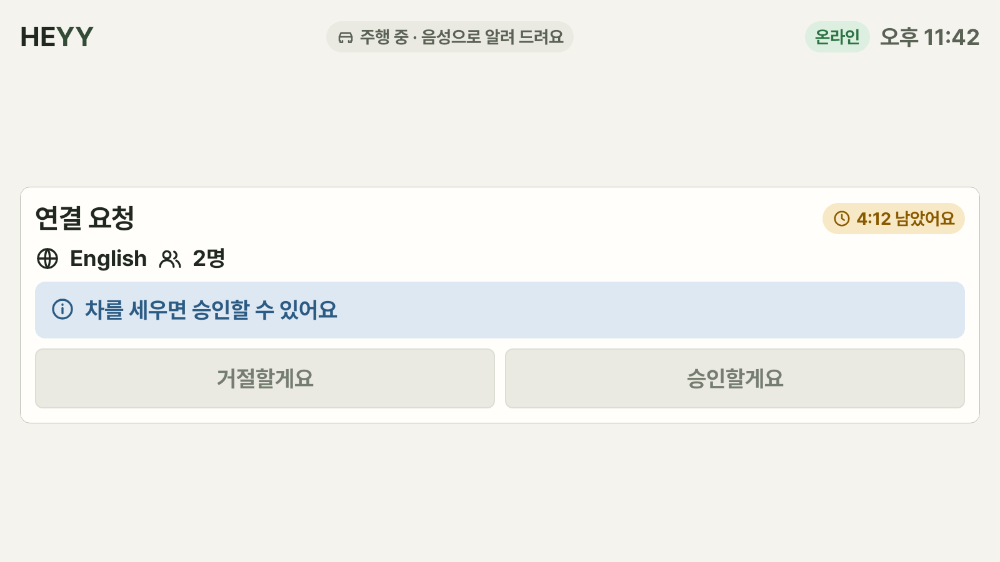 HEYY
주행 중 · 음성으로 알려 드려요
온라인 오후 11:42
연결 요청
4:12 남았어요
English 2명
차를 세우면 승인할 수 있어요
거절할게요
승인할게요